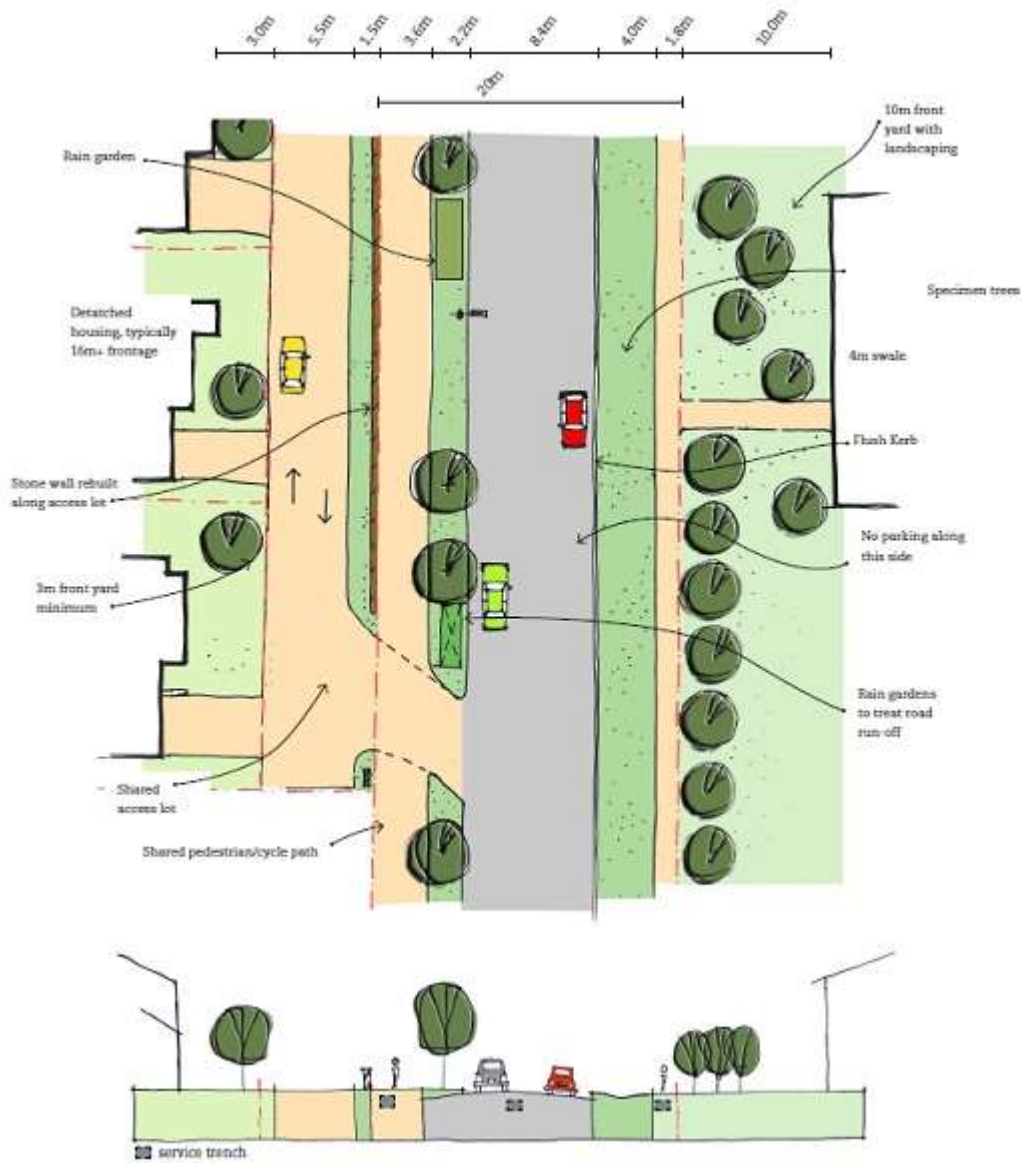 3.0m
5.5m
1.5m
3.6m
2.2m
8.4m
4.0m
1.8m
10.0m
20m
10m front
yard with
landscaping
Rain garden
Specimen trees
Detatched
housing, typically
16m+ frontage
4m swale
Flush Kerb
Stone wall rebuilt
along access lot
No parking along
this side
3m front yard
minimum
Rain gardens
to treat road
run-off
Shared
access lot
Shared pedestrian/cycle path
service trench